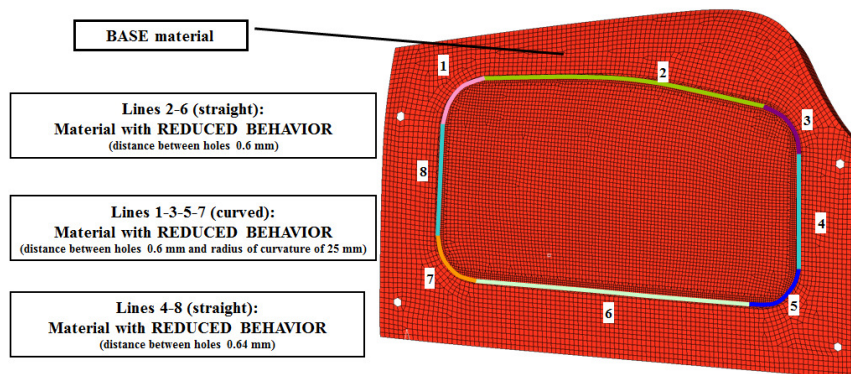 BASE material
Lines 2-6 (straight):
Material with REDUCED BEHAVIOR
(distance between holes 0.6 mm)
Lines 1-3-5-7 (curved):
Material with REDUCED BEHAVIOR
(distance between holes 0.6 mm and radius of curvature of 25 mm)
Lines 4-8 (straight):
Material with REDUCED BEHAVIOR
(distance between holes 0.64 mm)
1
2
3
8
4
7
6
5